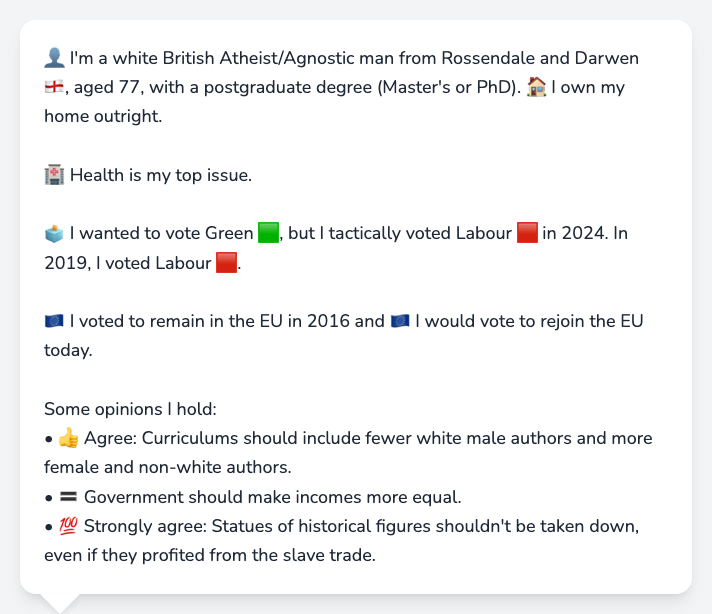 👤 I'm a white British Atheist/Agnostic man from Rossendale and Darwen
🏴󠁧󠁢󠁥󠁮󠁧󠁿, aged 77, with a postgraduate degree (Master's or PhD). 🏠 I own my
home outright.
🏥 Health is my top issue.
🗳️ I wanted to vote Green 🟩, but I tactically voted Labour 🟥 in 2024. In
2019, I voted Labour 🟥.
🇪🇺 I voted to remain in the EU in 2016 and 🇪🇺 I would vote to rejoin the EU
today.
Some opinions I hold:
• 👍 Agree: Curriculums should include fewer white male authors and more
female and non-white authors.
• 🟰 Government should make incomes more equal.
• 💯 Strongly agree: Statues of historical figures shouldn't be taken down,
even if they profited from the slave trade.